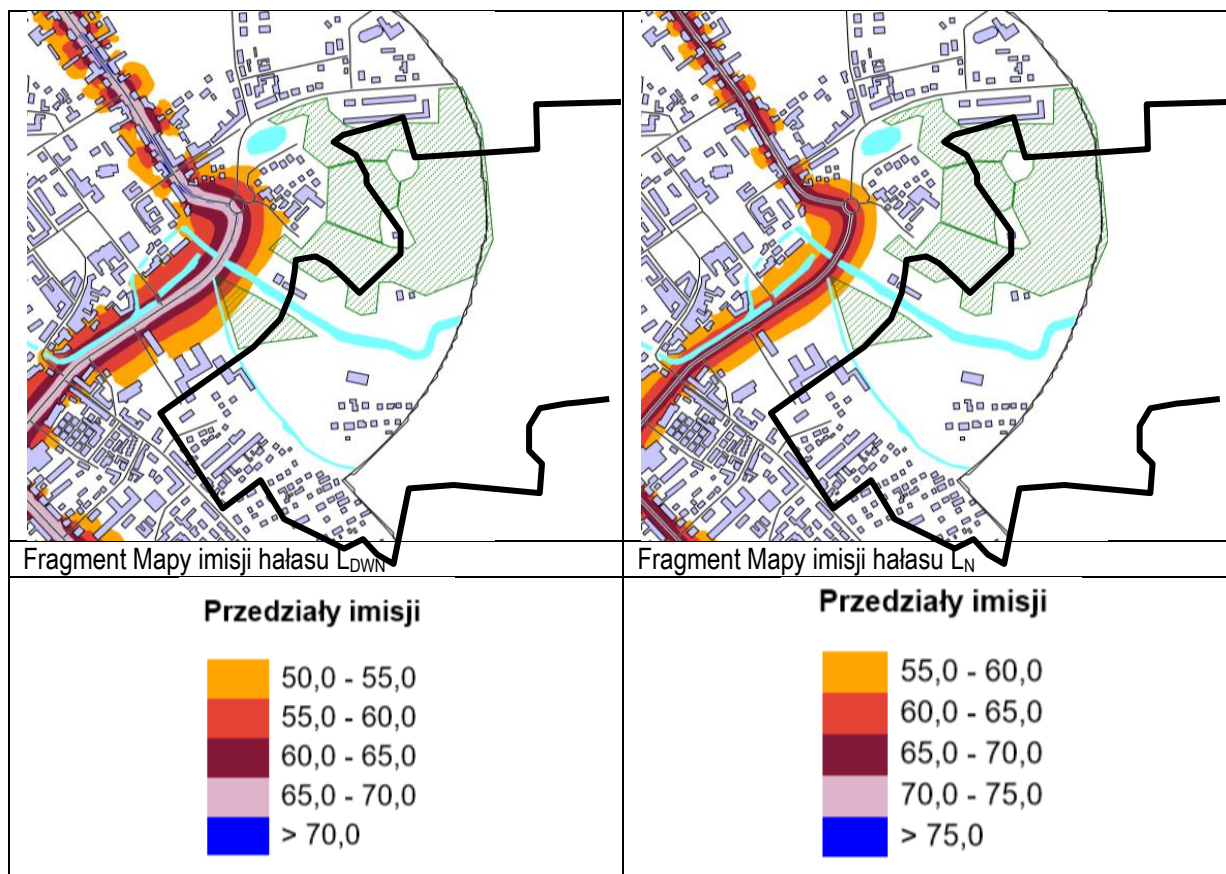 Fragment Mapy imisji hałasu LDWN
Fragment Mapy imisji hałasu LN
Przedziały imisji
50,0 - 55,0
55,0 - 60,0
60,0 - 65,0
65,0 - 70,0
> 70,0
Przedziały imisji
55,0 - 60,0
60,0 - 65,0
65,0 - 70,0
70,0 - 75,0
> 75,0